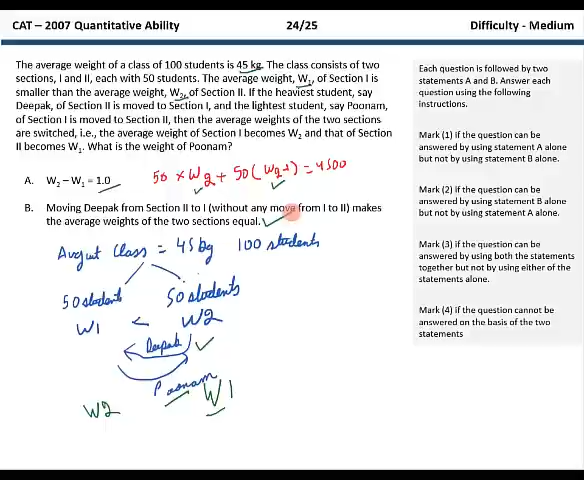 CAT – 2007 Quantitative Ability
24/25
Difficulty - Medium
The average weight of a class of 100 students is 45 kg. The class consists of two
sections, I and II, each with 50 students. The average weight, W₁, of Section I is
smaller than the average weight, W₂, of Section II. If the heaviest student, say
Deepak, of Section II is moved to Section I, and the lightest student, say Poonam,
of Section I is moved to Section II, then the average weights of the two sections
are switched, i.e., the average weight of Section I becomes W₂ and that of Section
II becomes W₁. What is the weight of Poonam?
50 × W2 + 50 (W2-1) = 4500
A. W₂ – W₁ = 1.0
B. Moving Deepak from Section II to I (without any move from I to II) makes
the average weights of the two sections equal.
class = 45 kg 100 students
50 students 50 students
W1 < W2
Deepak
Poonam
W2 W1
Each question is followed by two
statements A and B. Answer each
question using the following
instructions.
Mark (1) if the question can be
answered by using statement A alone
but not by using statement B alone.
Mark (2) if the question can be
answered by using statement B alone
but not by using statement A alone.
Mark (3) if the question can be
answered by using both the statements
together but not by using either of the
statements alone.
Mark (4) if the question cannot be
answered on the basis of the two
statements